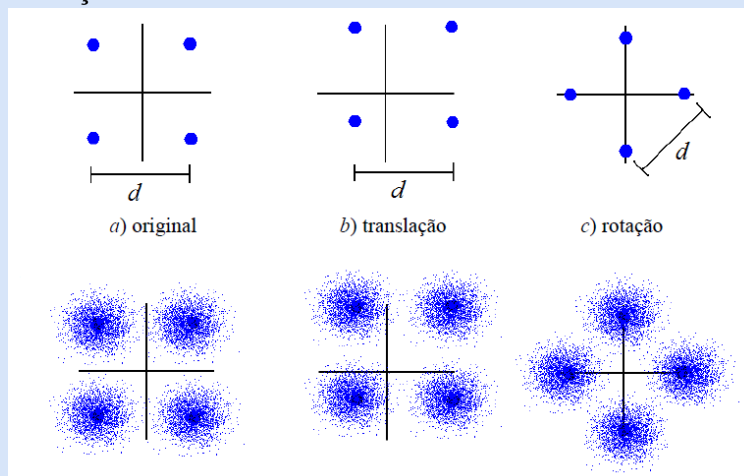 d
d
d
a) original
b) translação
c) rotação